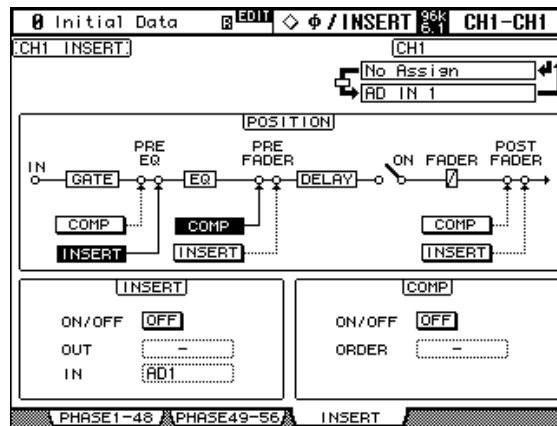 0 Initial Data EDIT ◇ φ/INSERT 96k 6.1 CH1-CH1
CH1 INSERT CH1
No Assign
AD IN 1
POSITION
PRE EQ PRE FADER POST FADER
IN GATE EQ DELAY ON FADER
COMP COMP COMP
INSERT INSERT INSERT
INSERT COMP
ON/OFF OFF ON/OFF OFF
OUT - ORDER -
IN AD1
PHASE1-48 PHASE49-56 INSERT